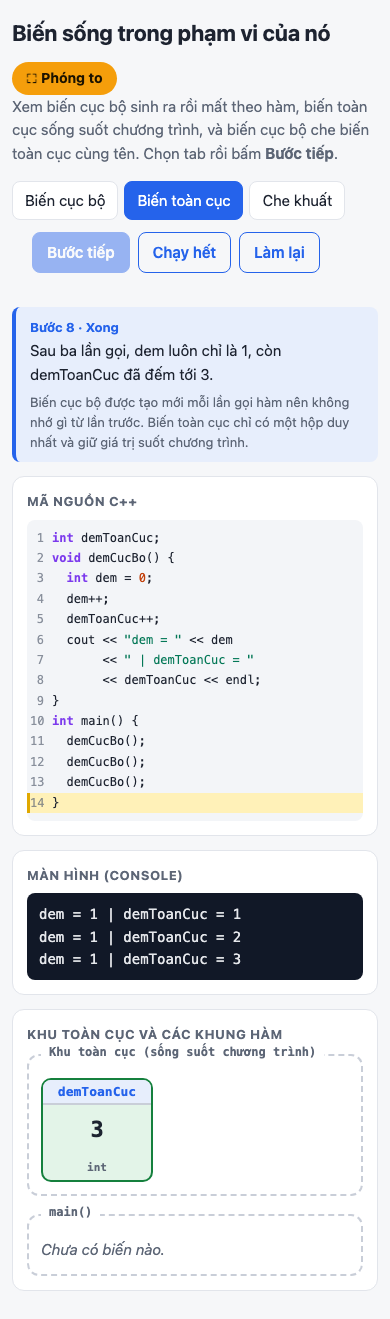 Biến sống trong phạm vi của nó
⛶ Phóng to
Xem biến cục bộ sinh ra rồi mất theo hàm, biến toàn
cục sống suốt chương trình, và biến cục bộ che biến
toàn cục cùng tên. Chọn tab rồi bấm Bước tiếp.
Biến cục bộ Biến toàn cục Che khuất
Bước tiếp Chạy hết Làm lại
Bước 8 · Xong
Sau ba lần gọi, dem luôn chỉ là 1, còn
demToanCuc đã đếm tới 3.
Biến cục bộ được tạo mới mỗi lần gọi hàm nên không
nhớ gì từ lần trước. Biến toàn cục chỉ có một hộp duy
nhất và giữ giá trị suốt chương trình.
MÃ NGUỒN C++
1 int demToanCuc;
2 void demCucBo() {
3   int dem = 0;
4   dem++;
5   demToanCuc++;
6   cout << "dem = " << dem
7        << " | demToanCuc = "
8        << demToanCuc << endl;
9 }
10 int main() {
11   demCucBo();
12   demCucBo();
13   demCucBo();
14 }
MÀN HÌNH (CONSOLE)
dem = 1 | demToanCuc = 1
dem = 1 | demToanCuc = 2
dem = 1 | demToanCuc = 3
KHU TOÀN CỤC VÀ CÁC KHUNG HÀM
Khu toàn cục (sống suốt chương trình)
demToanCuc
3
int
main()
Chưa có biến nào.